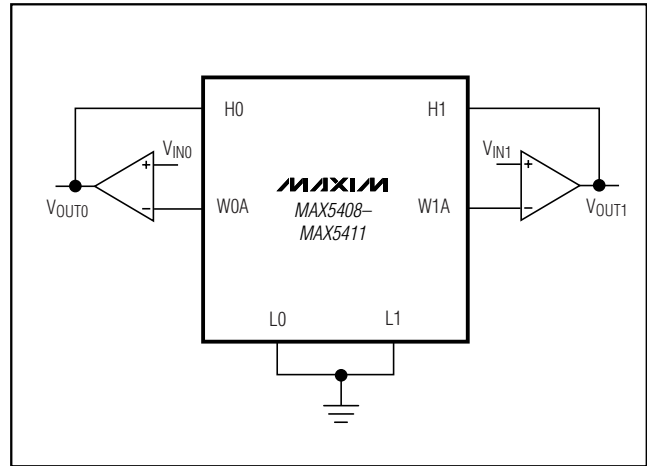 H0
H1
VIN0
+
VIN1
+
VOUT0
−
W0A
MAXIM
MAX5408–
MAX5411
W1A
−
VOUT1
L0
L1